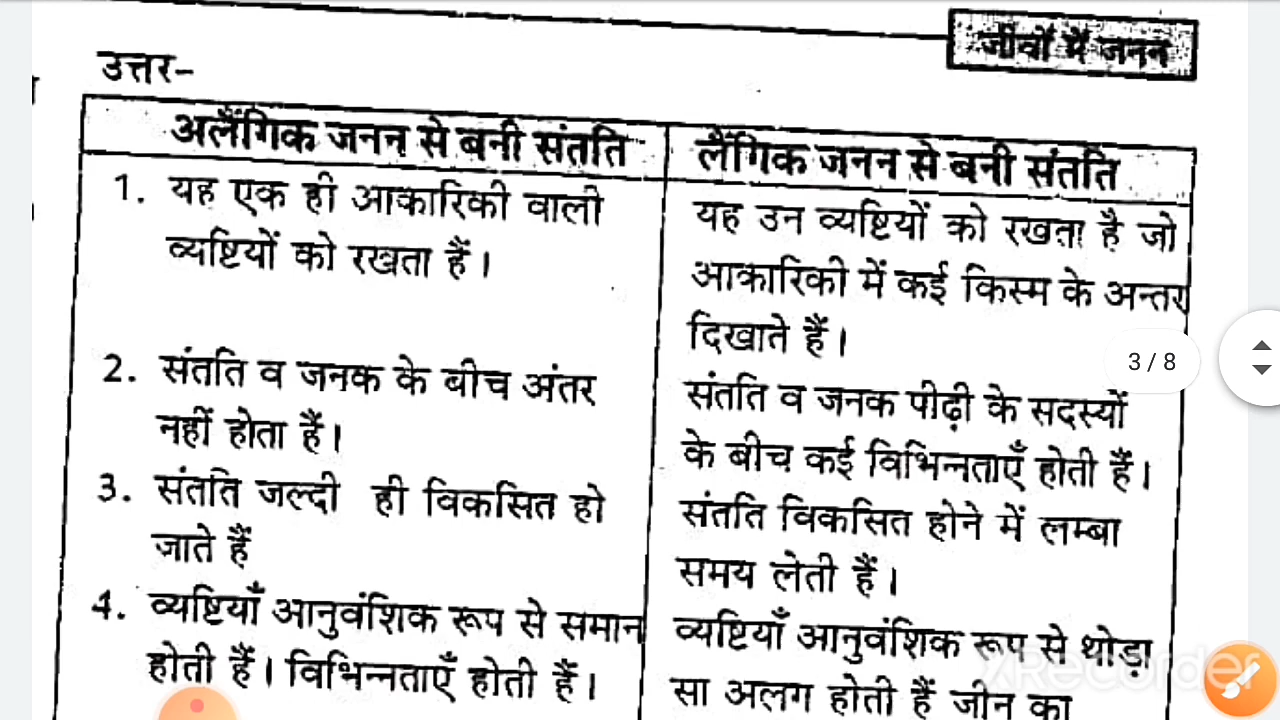 जीवों में जनन
उत्तर–
अलैंगिक जनन से बनी संतति
लैंगिक जनन से बनी संतति
1. यह एक ही आकारिकी वाली
व्यष्टियों को रखता हैं।
यह उन व्यष्टियों को रखता है जो
आकारिकी में कई किस्म के अन्तर
दिखाते हैं।
2. संतति व जनक के बीच अंतर
नहीं होता हैं।
संतति व जनक पीढ़ी के सदस्यों
के बीच कई विभिन्नताएँ होती हैं।
3. संतति जल्दी ही विकसित हो
जाते हैं
संतति विकसित होने में लम्बा
समय लेती हैं।
4. व्यष्टियाँ आनुवंशिक रूप से समान
होती हैं। विभिन्नताएँ होती हैं।
व्यष्टियाँ आनुवंशिक रूप से थोड़ा
सा अलग होती हैं जीन का
3 / 8
XRecorder